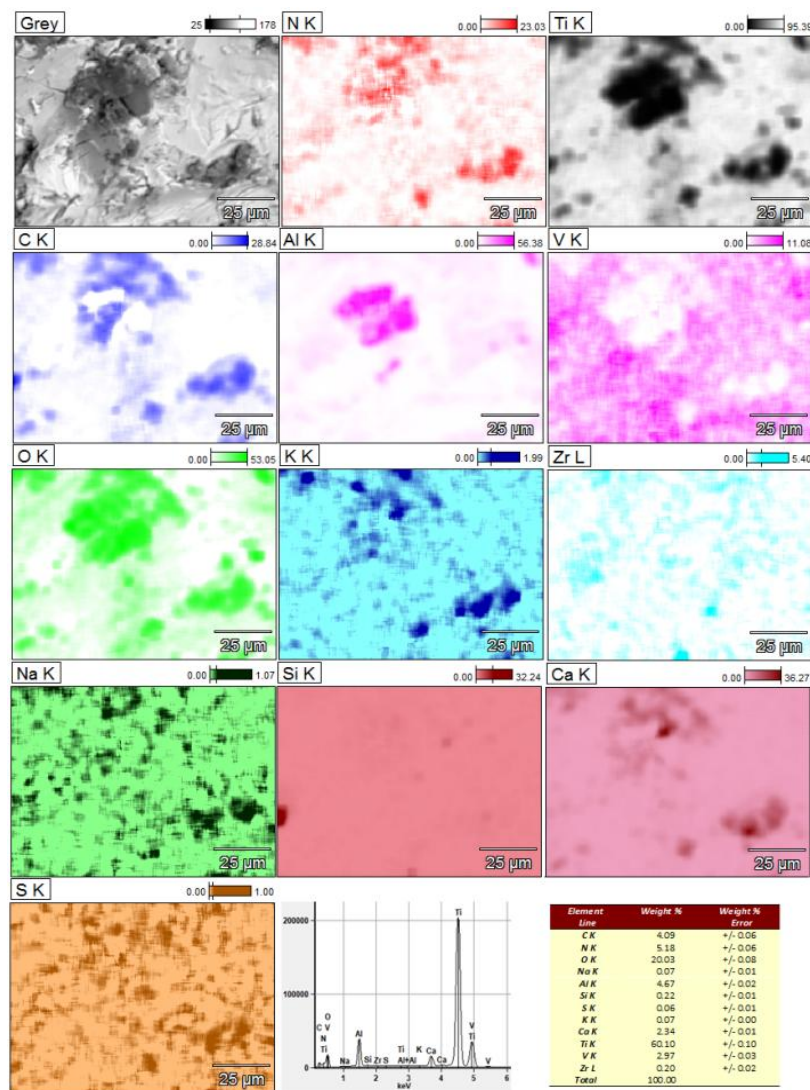 Grey 25 178 N K 0.00 23.03 Ti K 0.00 95.39
25 µm 25 µm 25 µm
C K 0.00 28.84 Al K 0.00 56.38 V K 0.00 11.08
25 µm 25 µm 25 µm
O K 0.00 53.05 K K 0.00 1.99 Zr L 0.00 5.40
25 µm 25 µm 25 µm
Na K 0.00 1.07 Si K 0.00 32.24 Ca K 0.00 36.27
25 µm 25 µm 25 µm
S K 0.00 1.00
25 µm
200000
100000
0
Ti
O
C V
N
Ti
Na
Al
Si Zr S
Ti
Al+Al
K
Ca
Ca
V
Ti
V
0 1 2 3 4 5 6
keV
Element Line Weight % Weight % Error
C K 4.09 +/- 0.06
N K 5.18 +/- 0.06
O K 20.03 +/- 0.08
Na K 0.07 +/- 0.01
Al K 4.67 +/- 0.02
Si K 0.22 +/- 0.01
S K 0.06 +/- 0.01
K K 0.07 +/- 0.00
Ca K 2.34 +/- 0.01
Ti K 60.10 +/- 0.10
V K 2.97 +/- 0.03
Zr L 0.20 +/- 0.02
Total 100.00